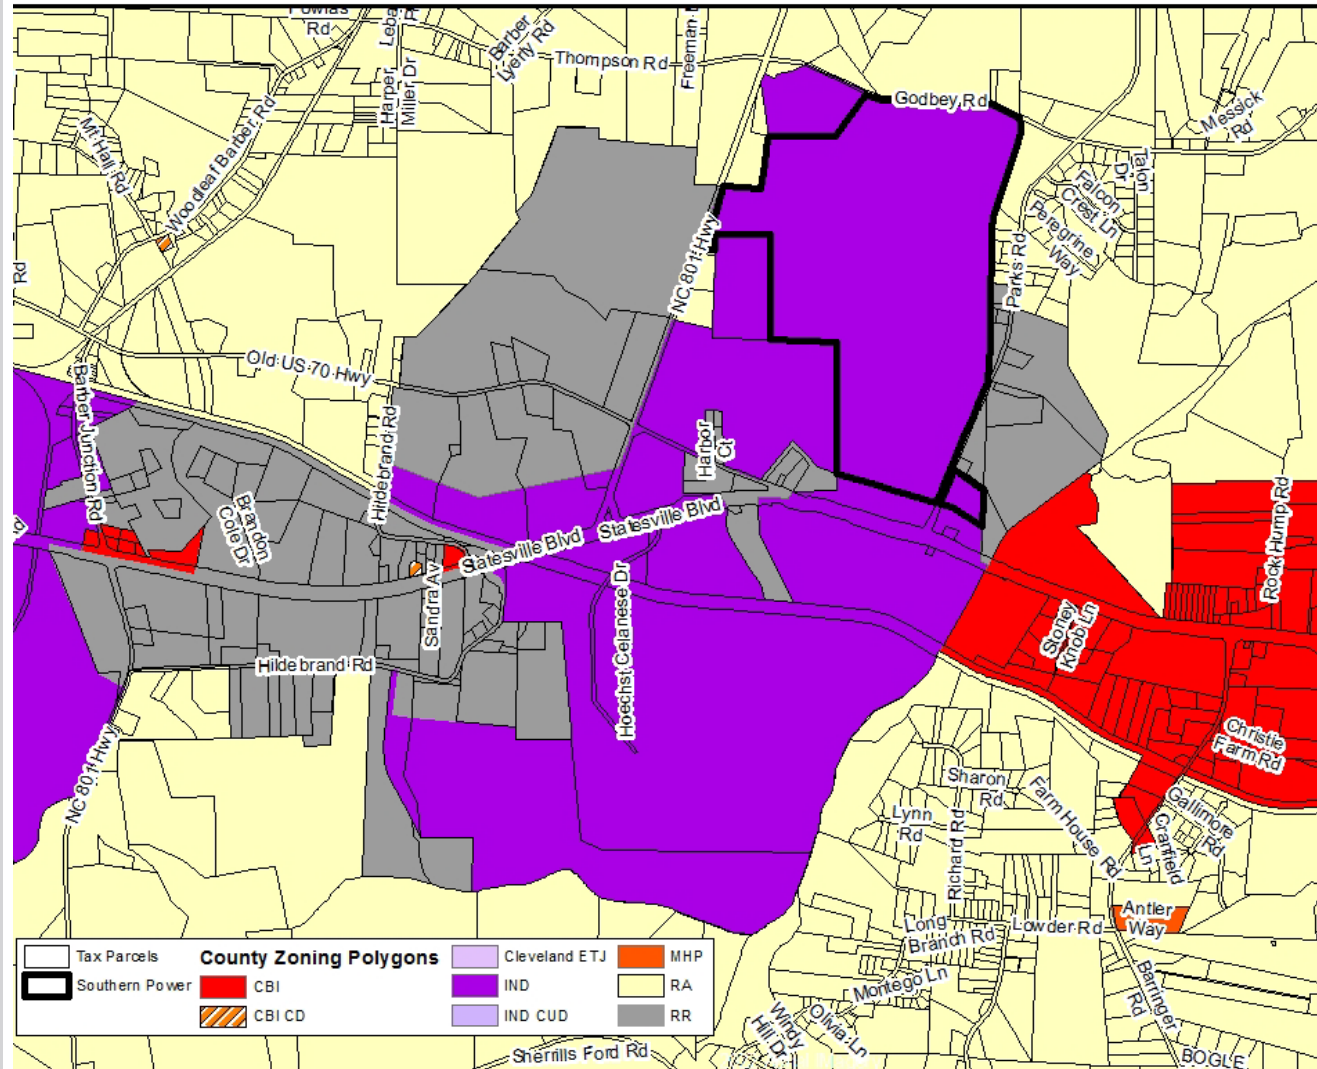 Powlas
Rd
Barber
Lyerly Rd
Thompson Rd
Harper
Miller Dr
Godbey Rd
Messick
Rd
Mt Hall Rd
Woodleaf Barber Rd
Talon
Dr
Falcon
Crest Ln
Peregrine
Way
NC 801 Hwy
Parks Rd
Rd
Old US 70 Hwy
Barber Junction Rd
Hildebrand Rd
Harbor
Ct
Brandon
Cole Dr
Statesville Blvd
Statesville Blvd
Rock Hump Rd
Sandra Av
Hoechst Celanese Dr
Stoney
Knob Ln
Hildebrand Rd
NC 801 Hwy
Christie
Farm Rd
Sharon
Rd
Farm House Rd
Gallimore
Rd
Lynn
Rd
Richard Rd
Cranfield
Ln
Antler
Way
Long
Branch Rd
Lowder Rd
Montego Ln
Barringer
Rd
Windy
Hill Dr
Olivia Ln
Sherrills Ford Rd
BOGLE
Tax Parcels
Southern Power
County Zoning Polygons
CBI
CBI CD
Cleveland ETJ
IND
IND CUD
MHP
RA
RR